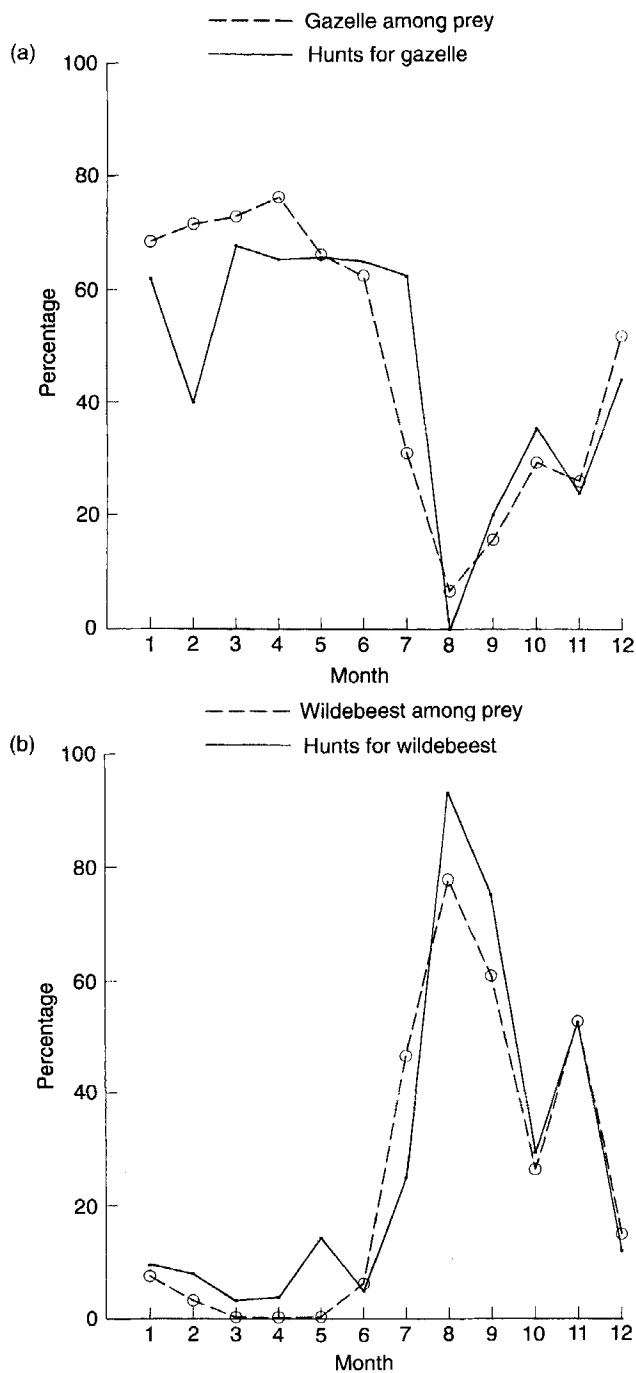 Gazelle among prey
(a)
Hunts for gazelle
100
80
60
40
20
0
Percentage
1 2 3 4 5 6 7 8 9 10 11 12
Month
Wildebeest among prey
(b)
Hunts for wildebeest
100
80
60
40
20
0
Percentage
1 2 3 4 5 6 7 8 9 10 11 12
Month